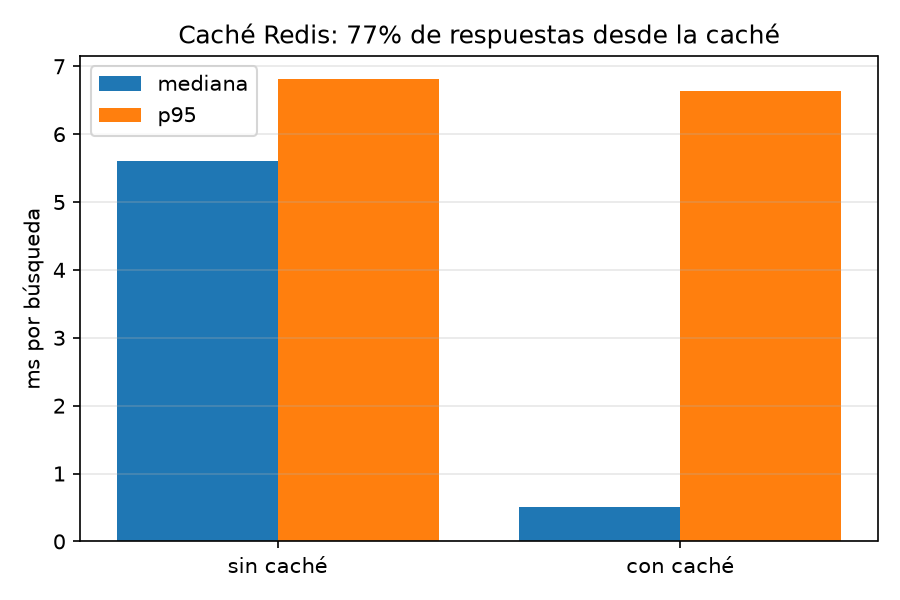 Caché Redis: 77% de respuestas desde la caché
mediana
p95
ms por búsqueda
7
6
5
4
3
2
1
0
sin caché
con caché